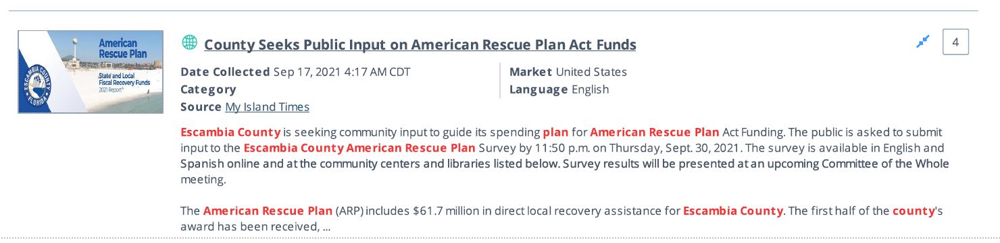 American
Rescue Plan
State and Local
Fiscal Recovery Funds
2021 Report
ESCAMBIA COUNTY
FLORIDA
County Seeks Public Input on American Rescue Plan Act Funds
4
Date Collected Sep 17, 2021 4:17 AM CDT
Market United States
Category
Language English
Source My Island Times
Escambia County is seeking community input to guide its spending plan for American Rescue Plan Act Funding. The public is asked to submit
input to the Escambia County American Rescue Plan Survey by 11:50 p.m. on Thursday, Sept. 30, 2021. The survey is available in English and
Spanish online and at the community centers and libraries listed below. Survey results will be presented at an upcoming Committee of the Whole
meeting.
The American Rescue Plan (ARP) includes $61.7 million in direct local recovery assistance for Escambia County. The first half of the county's
award has been received, ...